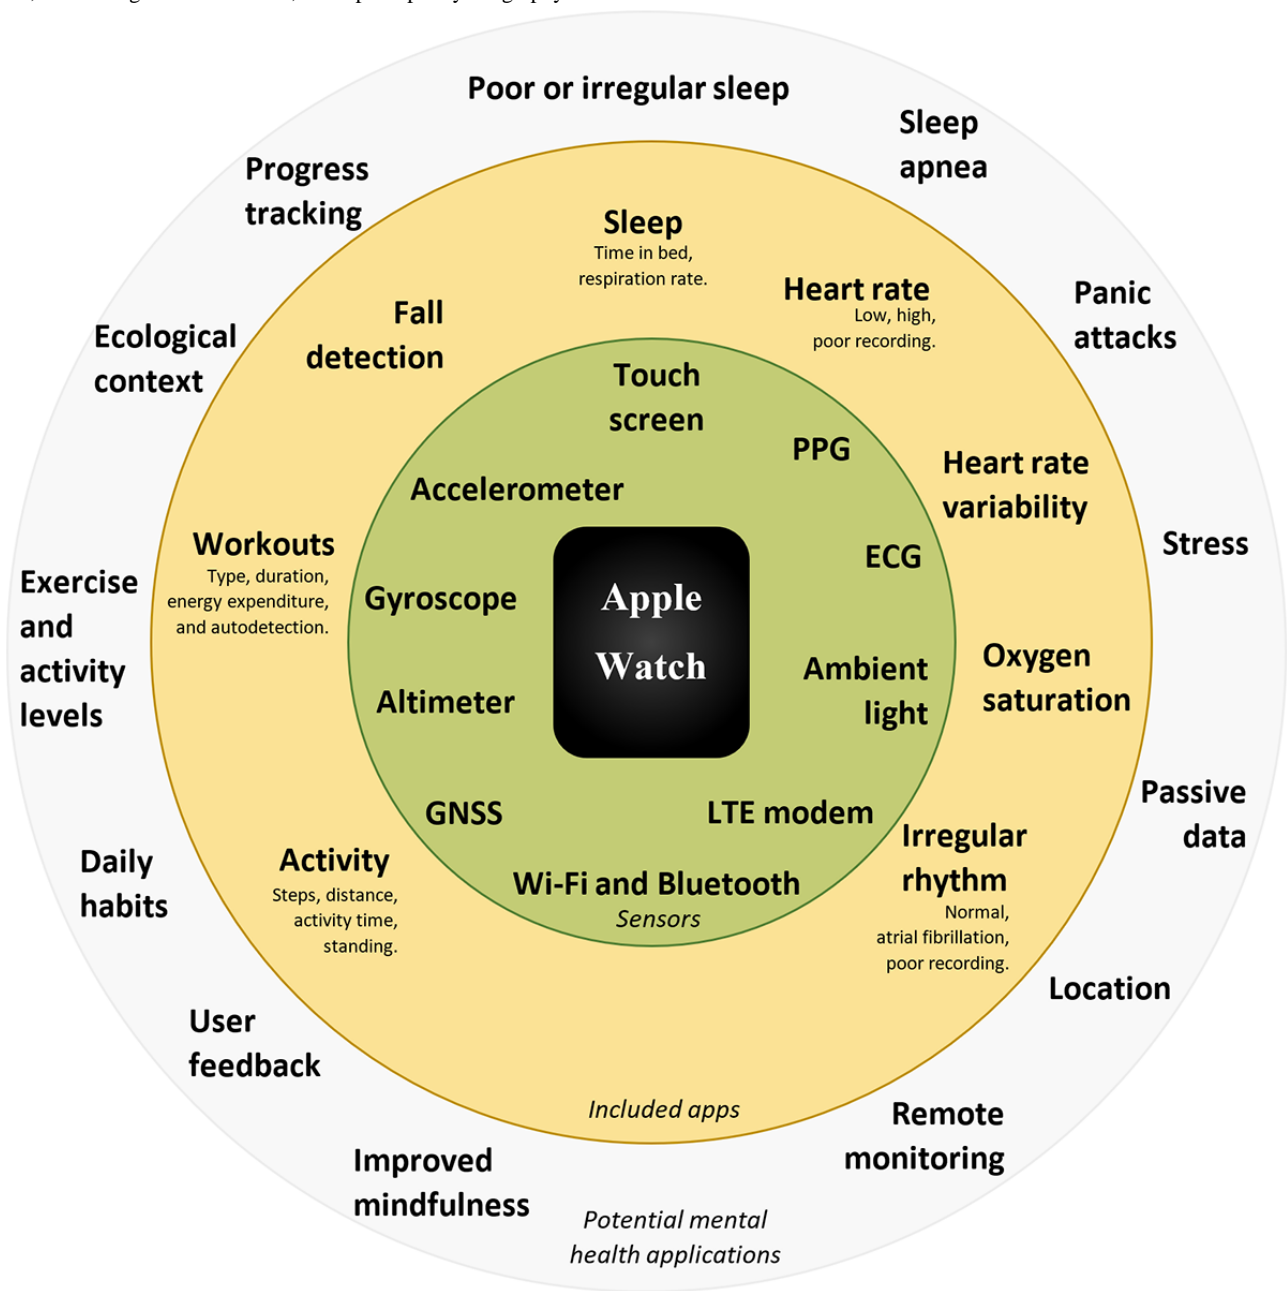 Poor or irregular sleep
Sleep
apnea
Progress
tracking
Sleep
Time in bed,
respiration rate.
Heart rate
Low, high,
poor recording.
Panic
attacks
Fall
detection
Ecological
context
Touch
screen
PPG
Heart rate
variability
Accelerometer
Workouts
Type, duration,
energy expenditure,
and autodetection.
ECG
Stress
Exercise
and
activity
levels
Gyroscope
Apple
Watch
Ambient
light
Oxygen
saturation
Altimeter
GNSS
LTE modem
Passive
data
Irregular
rhythm
Normal,
atrial fibrillation,
poor recording.
Daily
habits
Activity
Steps, distance,
activity time,
standing.
Wi-Fi and Bluetooth
Sensors
Location
User
feedback
Included apps
Remote
monitoring
Improved
mindfulness
Potential mental
health applications